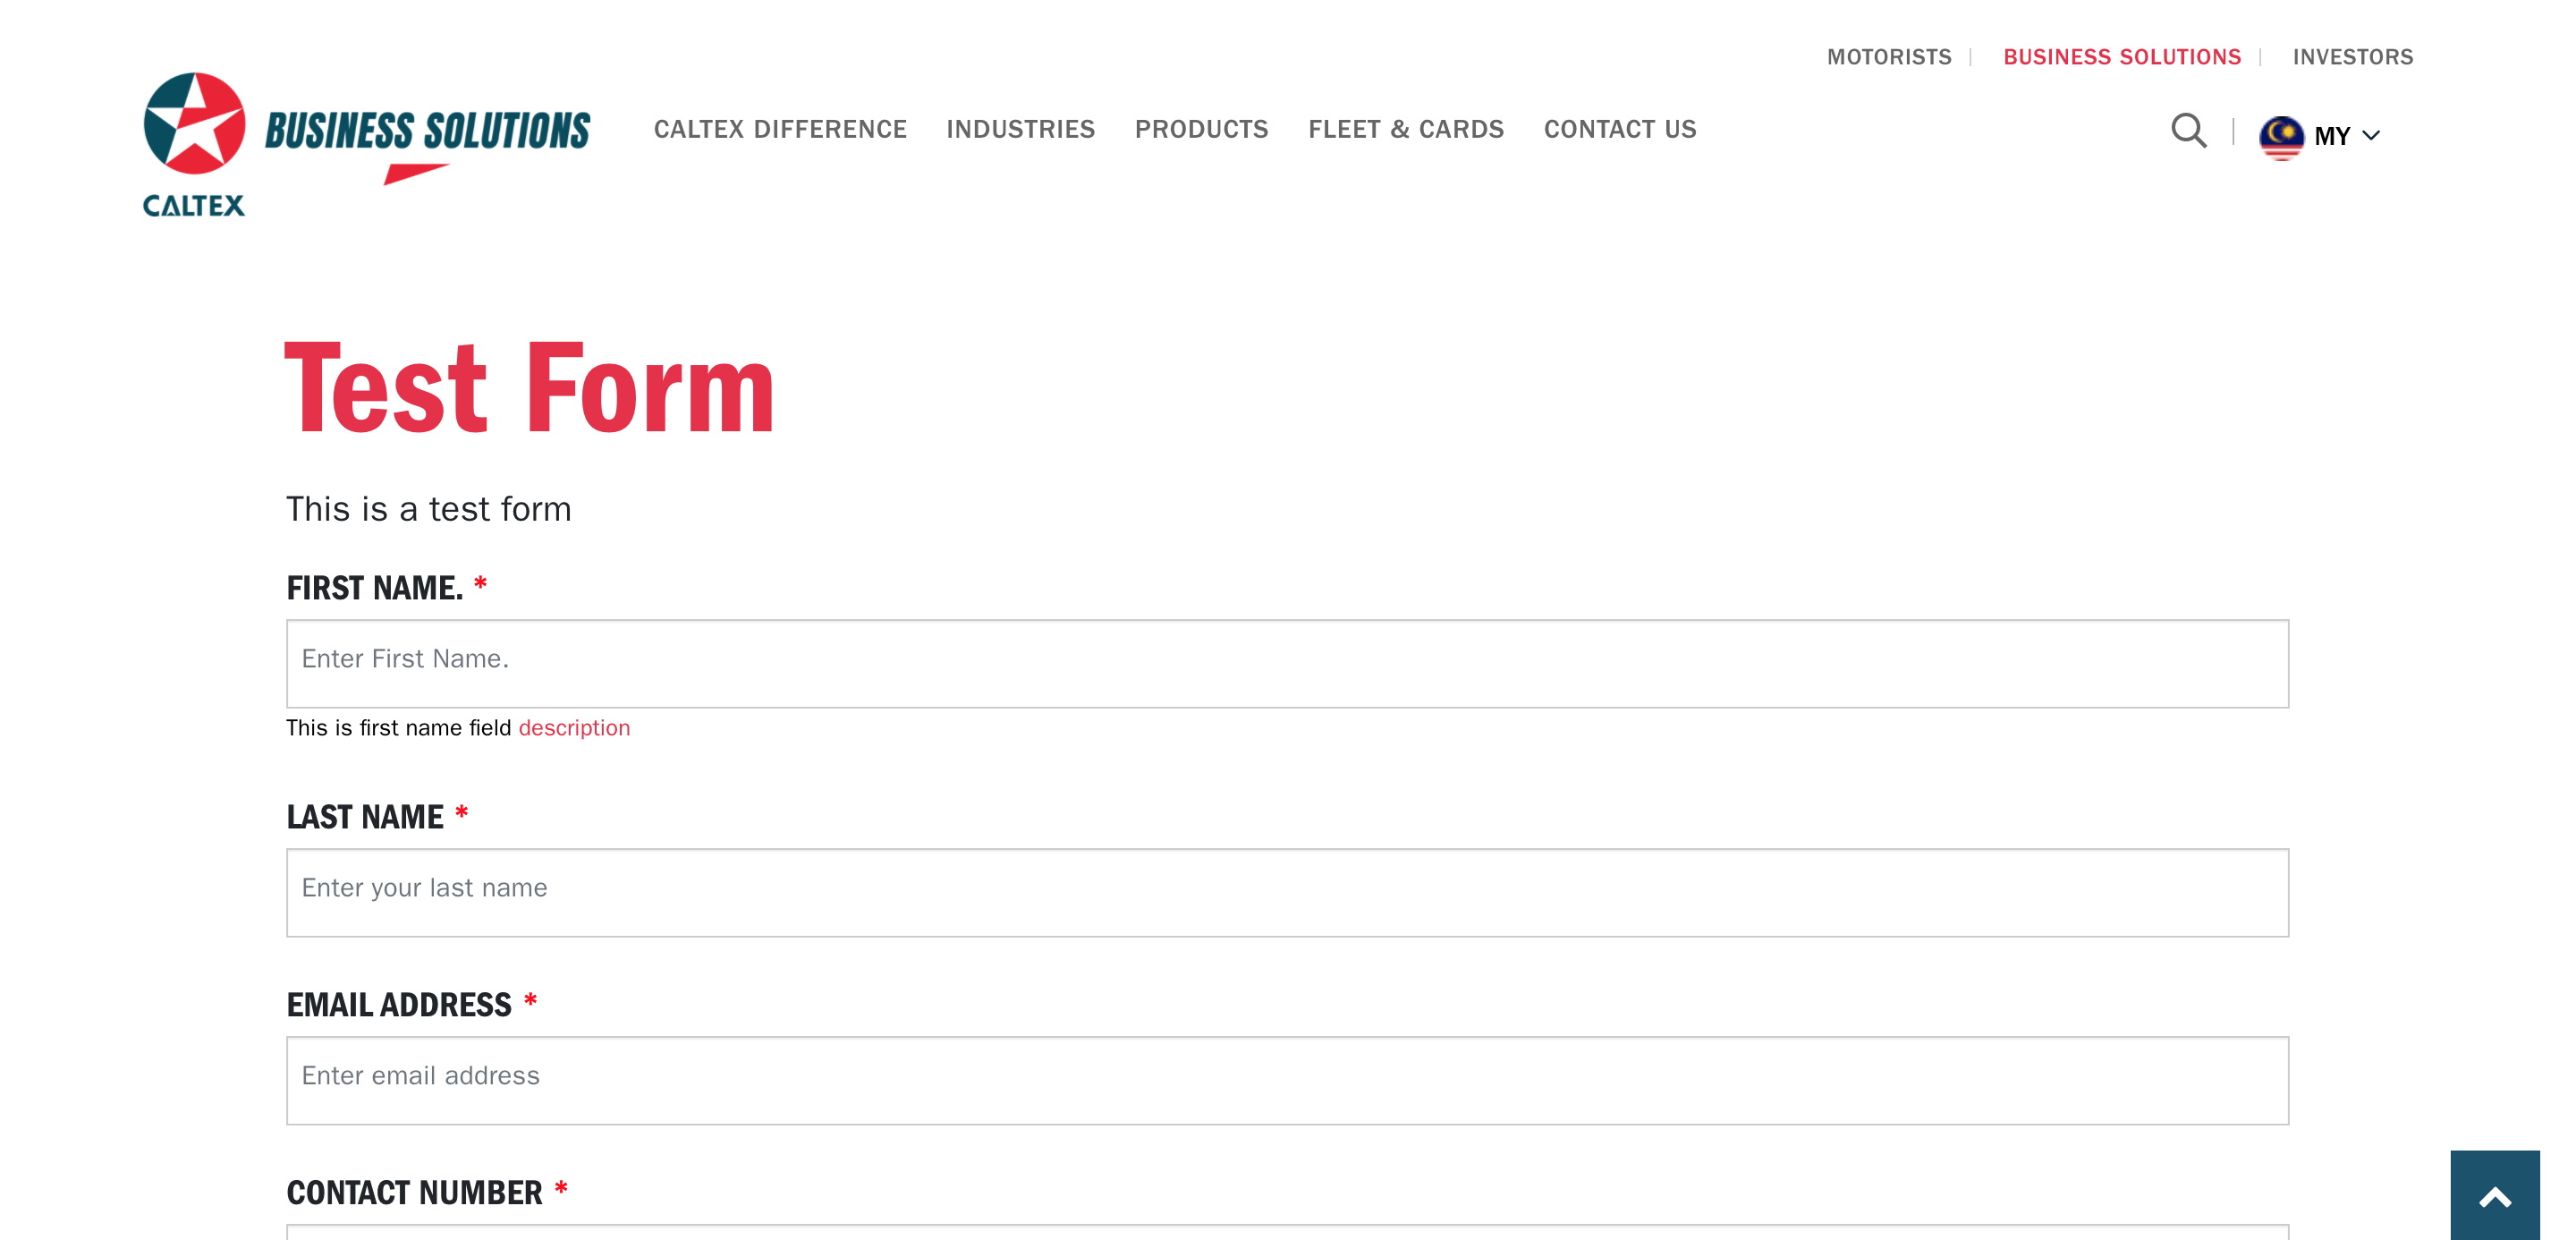 MOTORISTS
BUSINESS SOLUTIONS
INVESTORS
CALTEX
BUSINESS SOLUTIONS
CALTEX DIFFERENCE
INDUSTRIES
PRODUCTS
FLEET & CARDS
CONTACT US
MY
Test Form
This is a test form
FIRST NAME. *
Enter First Name.
This is first name field description
LAST NAME *
Enter your last name
EMAIL ADDRESS *
Enter email address
CONTACT NUMBER *